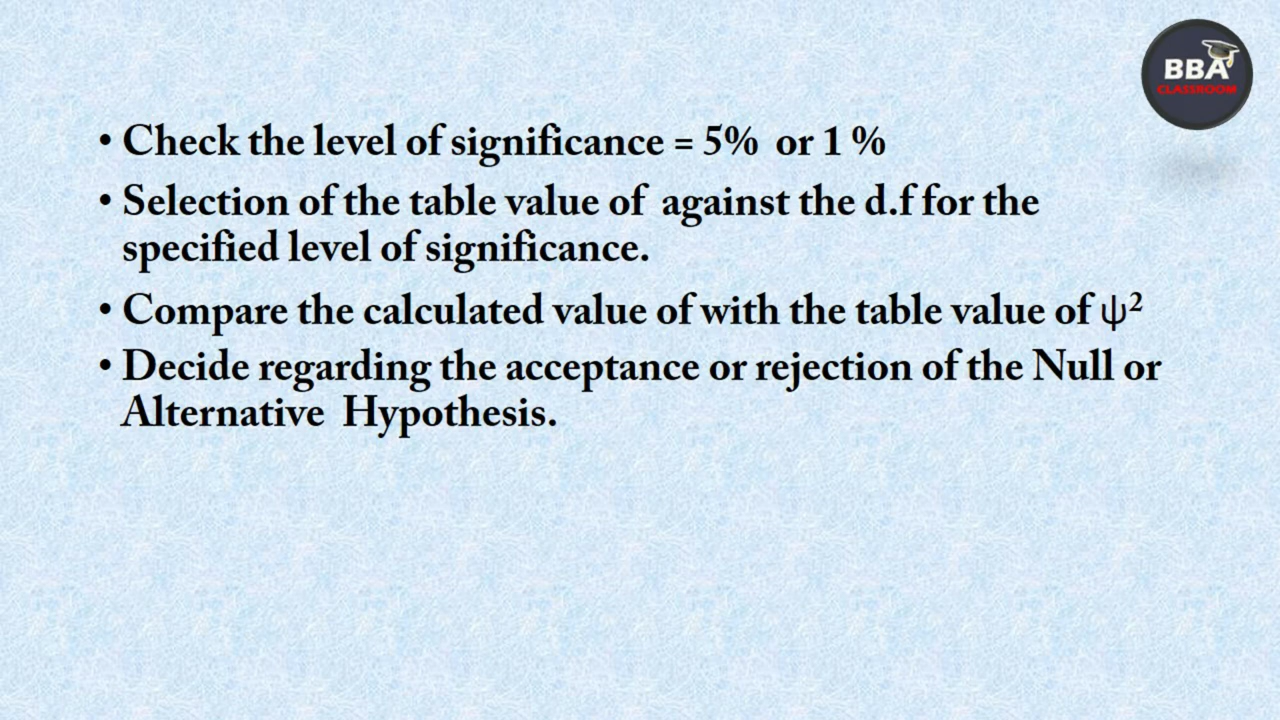 BBA
CLASSROOM
• Check the level of significance = 5% or 1 %
• Selection of the table value of against the d.f for the
specified level of significance.
• Compare the calculated value of with the table value of ψ²
• Decide regarding the acceptance or rejection of the Null or
Alternative Hypothesis.